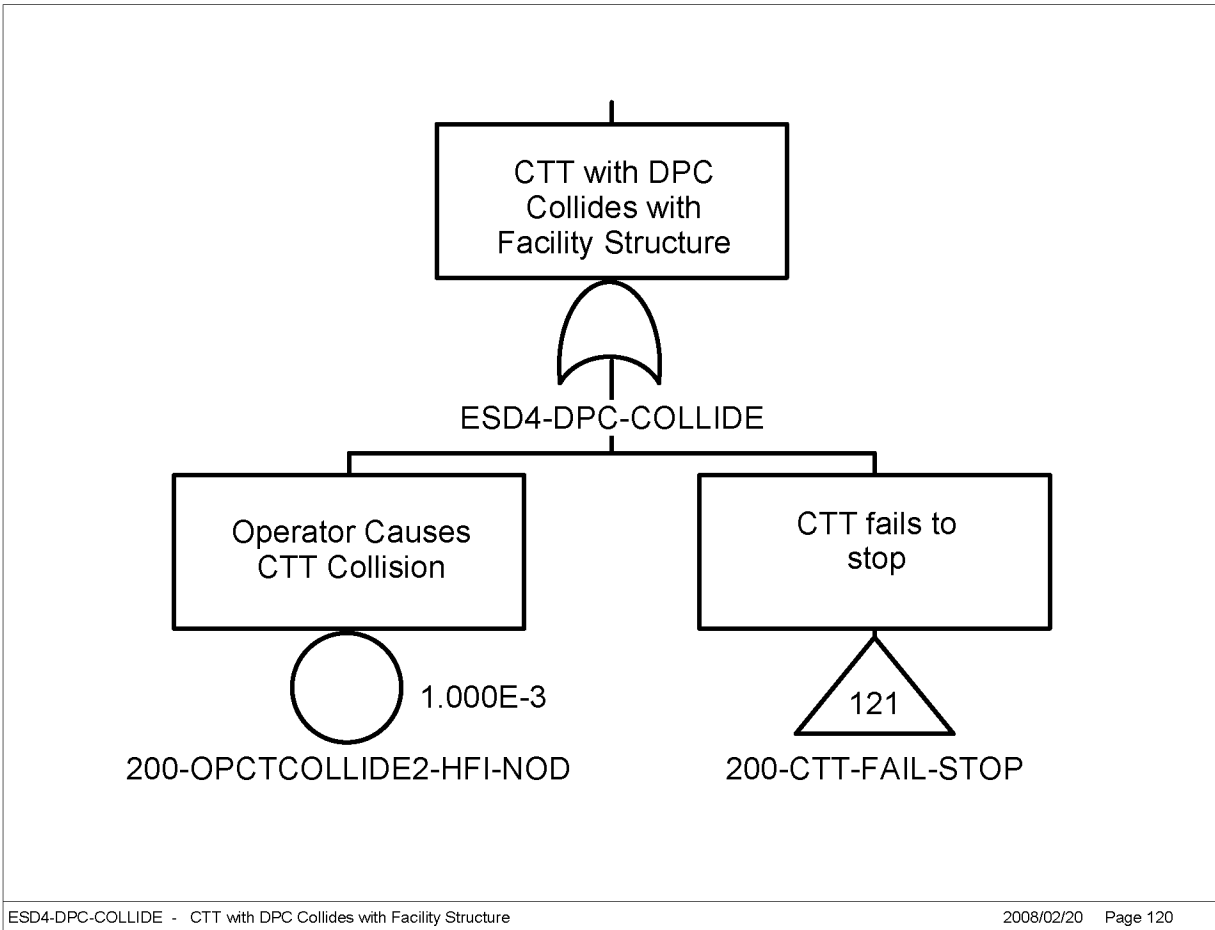 CTT with DPC
Collides with
Facility Structure
ESD4-DPC-COLLIDE
Operator Causes
CTT Collision
CTT fails to
stop
1.000E-3
121
200-OPCTCOLLIDE2-HFI-NOD
200-CTT-FAIL-STOP
ESD4-DPC-COLLIDE - CTT with DPC Collides with Facility Structure
2008/02/20 Page 120